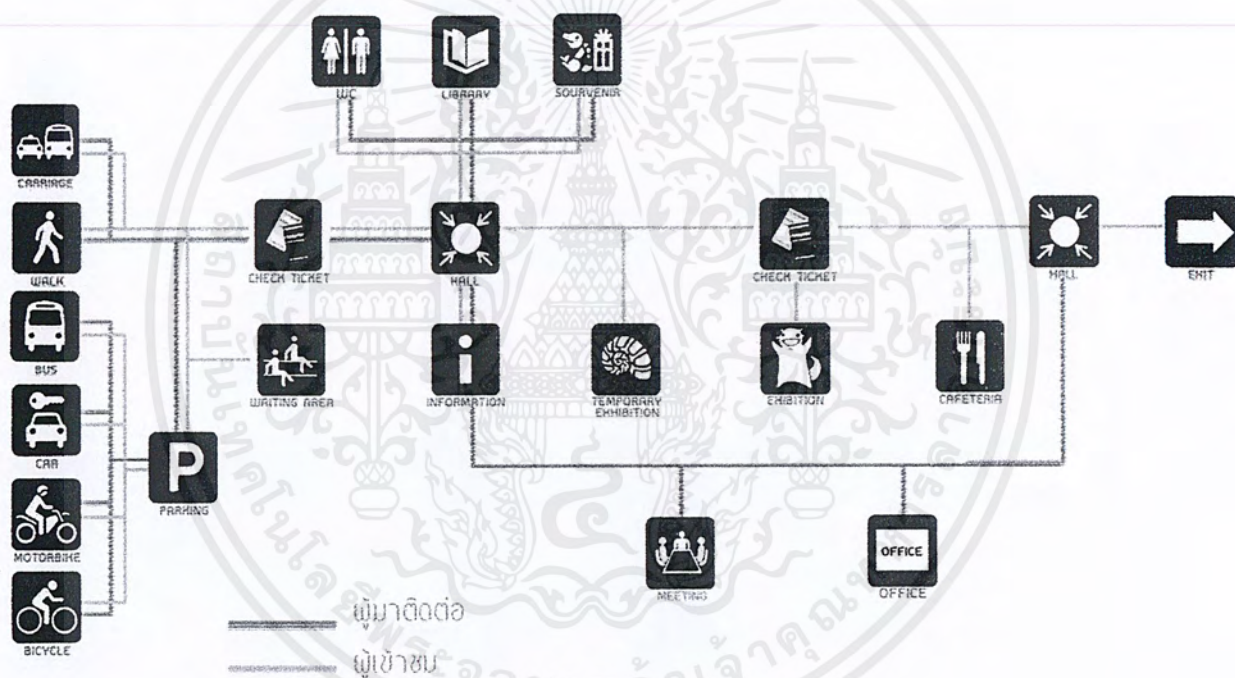 WC
LIBRARY
SOURVENIR
CARRIAGE
WALK
CHECK TICKET
HALL
CHECK TICKET
HALL
EXIT
BUS
WAITING AREA
INFORMATION
TEMPORARY
EXHIBITION
EXIBITION
CAFETERIA
CAR
P
PARKING
MOTORBIKE
BICYCLE
MEETING
OFFICE
OFFICE
ผู้มาติดต่อ
ผู้เข้าชม